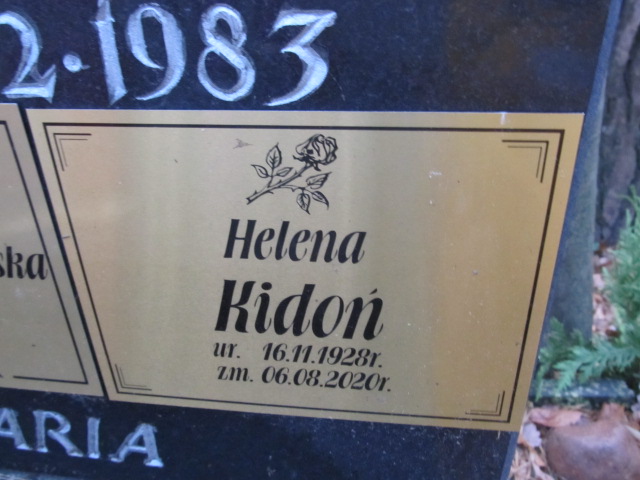 2.1983
Helena
ska
Kidoń
ur. 16.11.1928r.
zm. 06.08.2020r.
ARIA